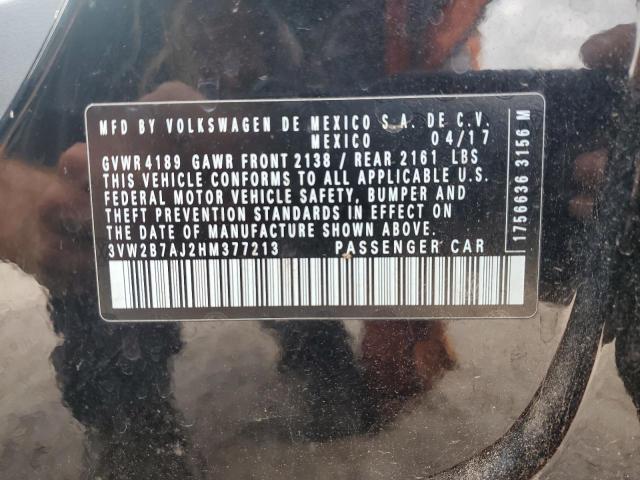 MFD BY VOLKSWAGEN DE MEXICO S.A. DE C.V.
MEXICO 04/17
GVWR 4189 GAWR FRONT 2138 / REAR 2161 LBS
THIS VEHICLE CONFORMS TO ALL APPLICABLE U.S.
FEDERAL MOTOR VEHICLE SAFETY, BUMPER AND
THEFT PREVENTION STANDARDS IN EFFECT ON
THE DATE OF MANUFACTURE SHOWN ABOVE.
3VW2B7AJ2HM377213 PASSENGER CAR
1756636 3156 M